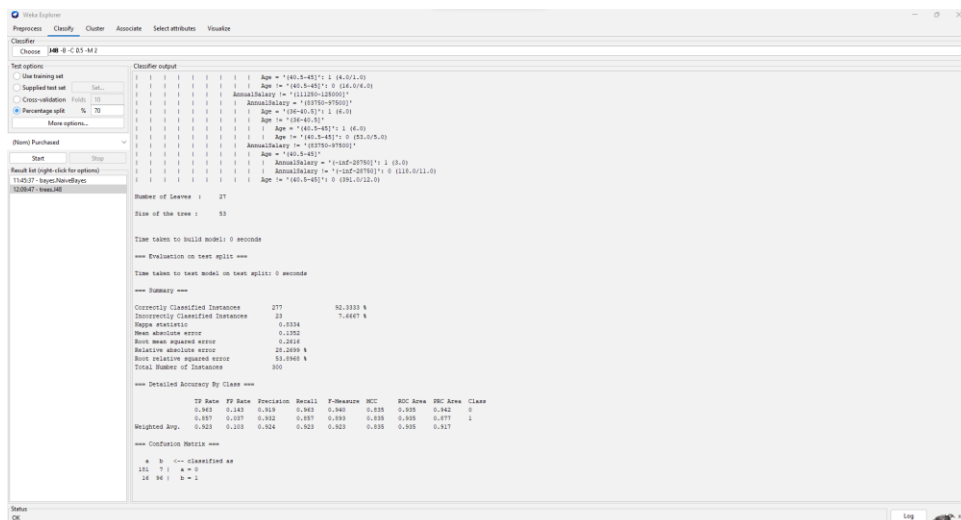 Weka Explorer
Preprocess Classify Cluster Associate Select attributes Visualize
Classifier
Choose J48 -B -C 0.5 -M 2
Test options
Use training set
Supplied test set Set...
Cross-validation Folds 10
Percentage split % 70
More options...
(Nom) Purchased
Start Stop
Result list (right-click for options)
11:45:37 - bayes.NaiveBayes
12:09:47 - trees.J48
Classifier output
| | | | | | | | | Age = '(40.5-45]': 1 (4.0/1.0)
| | | | | | | | | Age != '(40.5-45]': 0 (16.0/6.0)
| | | | | | | AnnualSalary != '(111250-125000]'
| | | | | | | | AnnualSalary = '(83750-97500]'
| | | | | | | | Age = '(36-40.5]': 1 (6.0)
| | | | | | | | Age != '(36-40.5]'
| | | | | | | | | Age = '(40.5-45]': 1 (6.0)
| | | | | | | | | Age != '(40.5-45]': 0 (53.0/5.0)
| | | | | | | | AnnualSalary != '(83750-97500]'
| | | | | | | | Age = '(40.5-45]'
| | | | | | | | | AnnualSalary = '(-inf-28750]': 1 (3.0)
| | | | | | | | | AnnualSalary != '(-inf-28750]': 0 (118.0/11.0)
| | | | | | | | Age != '(40.5-45]': 0 (391.0/12.0)
Number of Leaves : 27
Size of the tree : 53
Time taken to build model: 0 seconds
=== Evaluation on test split ===
Time taken to test model on test split: 0 seconds
=== Summary ===
Correctly Classified Instances 277 92.3333 %
Incorrectly Classified Instances 23 7.6667 %
Kappa statistic 0.8334
Mean absolute error 0.1352
Root mean squared error 0.2616
Relative absolute error 28.2699 %
Root relative squared error 53.8968 %
Total Number of Instances 300
=== Detailed Accuracy By Class ===
TP Rate FP Rate Precision Recall F-Measure MCC ROC Area PRC Area Class
0.963 0.143 0.919 0.963 0.940 0.835 0.935 0.942 0
0.857 0.037 0.932 0.857 0.893 0.835 0.935 0.877 1
Weighted Avg. 0.923 0.103 0.924 0.923 0.923 0.835 0.935 0.917
=== Confusion Matrix ===
a b <-- classified as
181 7 | a = 0
16 96 | b = 1
Status
OK
Log